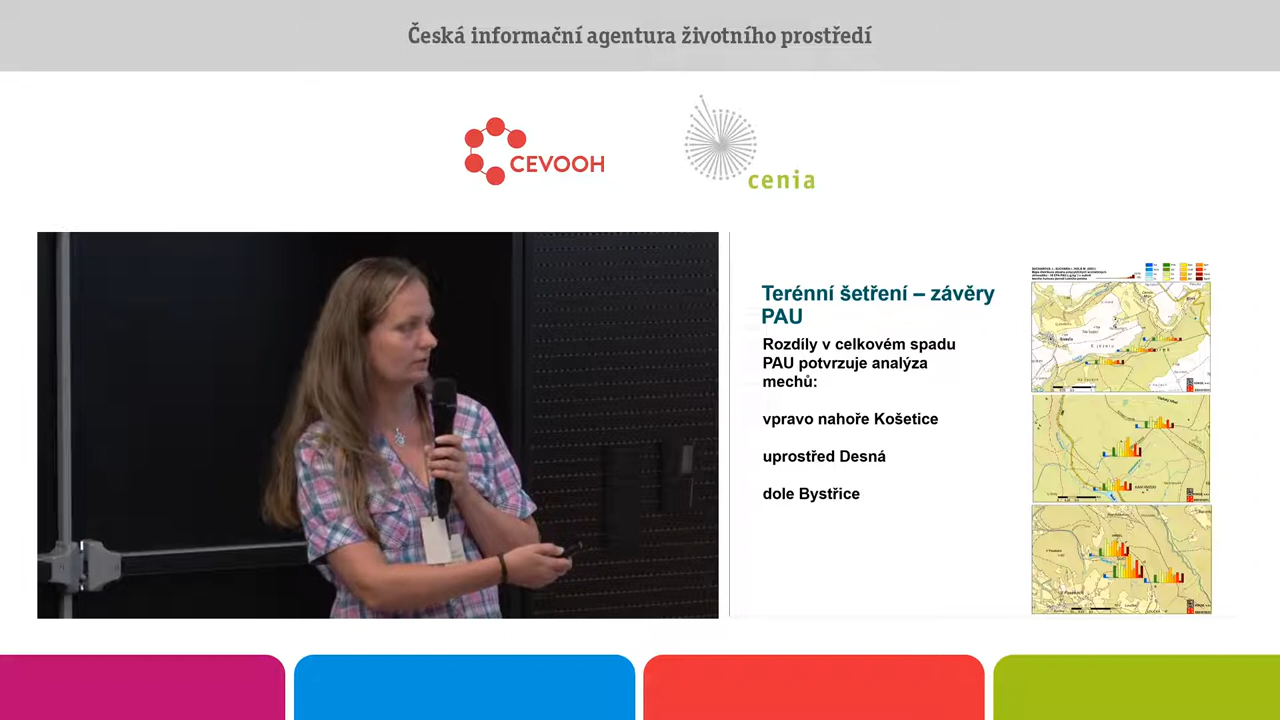 Česká informační agentura životního prostředí
CEVOOH
cenia
Terénní šetření – závěry
PAU
Rozdíly v celkovém spadu
PAU potvrzuje analýza
mechů:
vpravo nahoře Košetice
uprostřed Desná
dole Bystřice